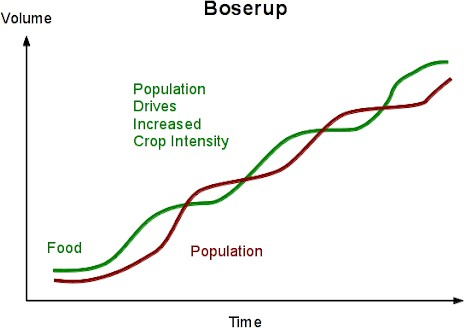 Boserup
Volume
Population
Drives
Increased
Crop Intensity
Food
Population
Time